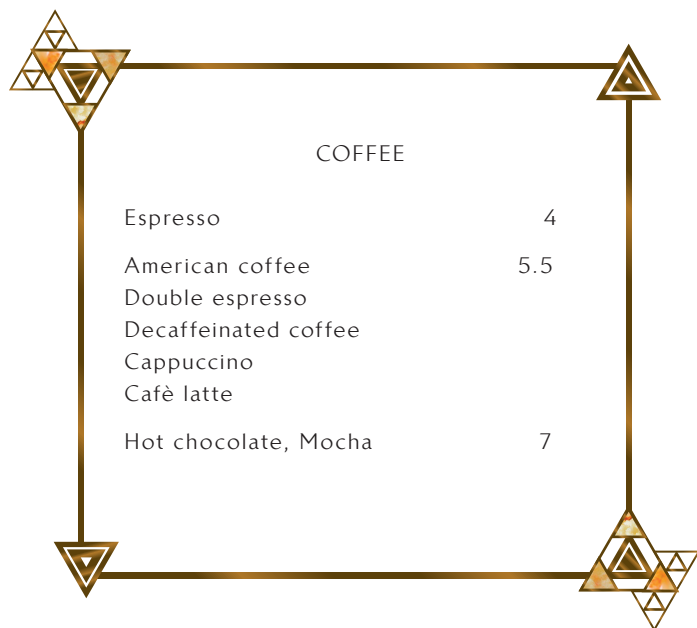 COFFEE
Espresso 4
American coffee 5.5
Double espresso
Decaffeinated coffee
Cappuccino
Cafè latte
Hot chocolate, Mocha 7